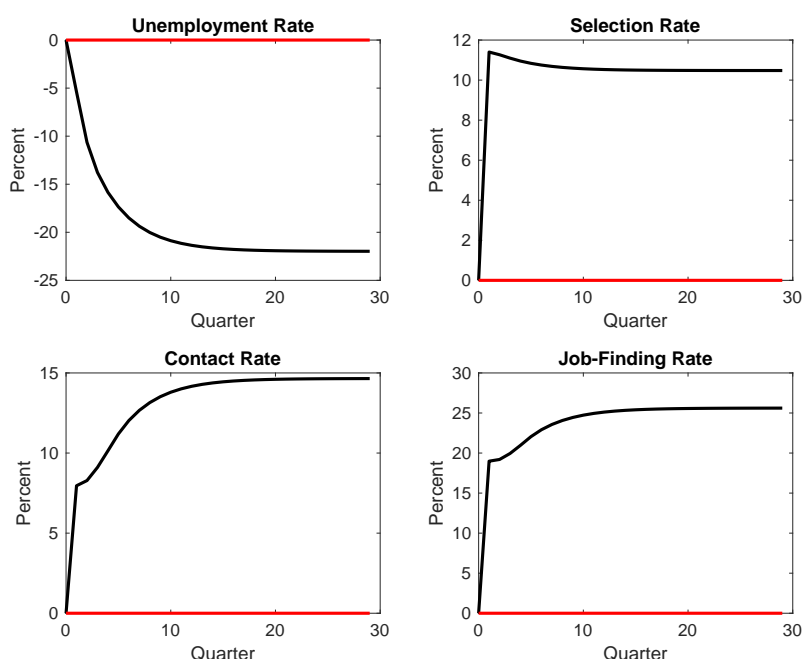 Unemployment Rate
0
-5
-10
-15
-20
-25
Percent
0 10 20 30
Quarter
Selection Rate
12
10
8
6
4
2
0
Percent
0 10 20 30
Quarter
Contact Rate
15
10
5
0
Percent
0 10 20 30
Quarter
Job-Finding Rate
30
25
20
15
10
5
0
Percent
0 10 20 30
Quarter